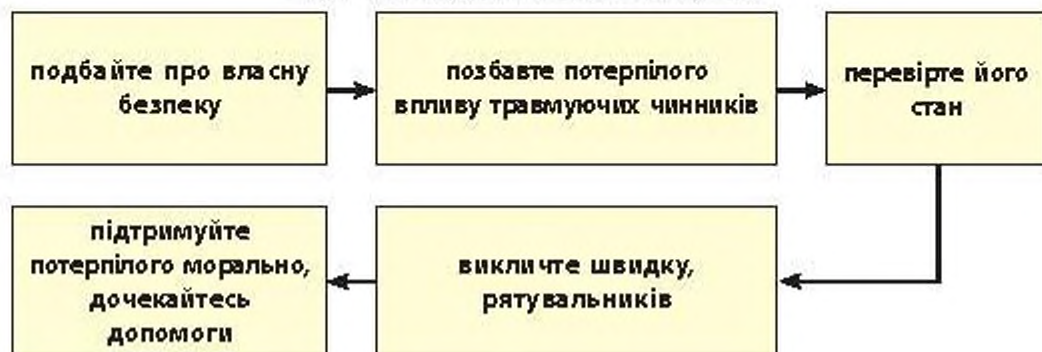 подбайте про власну
безпеку
позбавте потерпілого
впливу травмуючих чинників
перевірте його
стан
викличте швидку,
рятувальників
підтримуйте
потерпілого морально,
дочекайтесь
допомоги